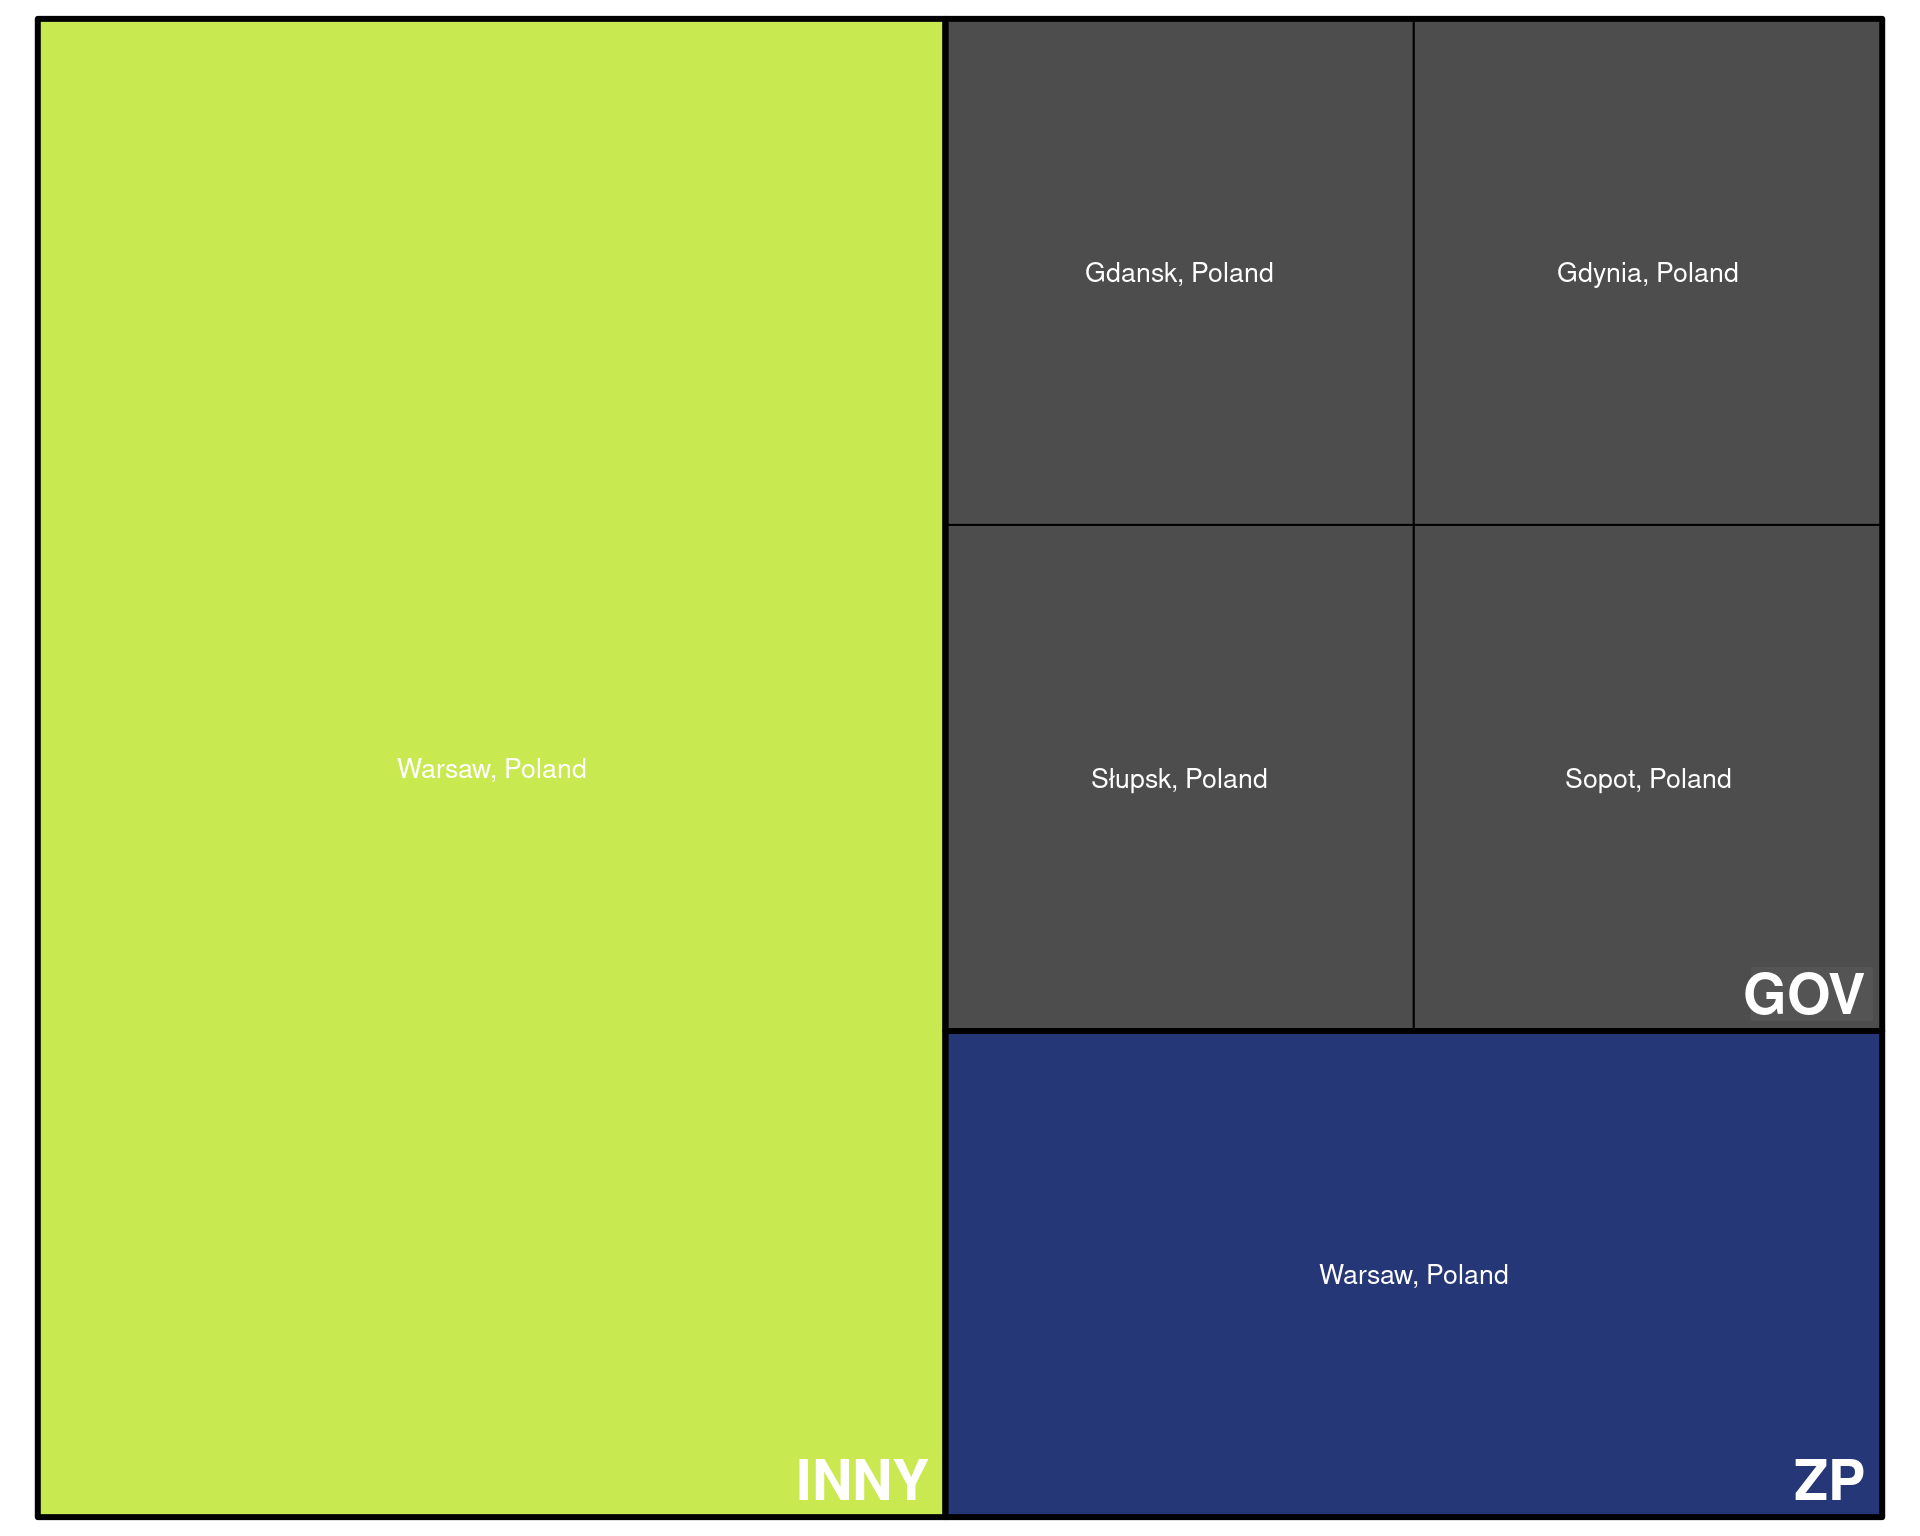 Warsaw, Poland
INNY
Gdansk, Poland
Gdynia, Poland
Słupsk, Poland
Sopot, Poland
GOV
Warsaw, Poland
ZP